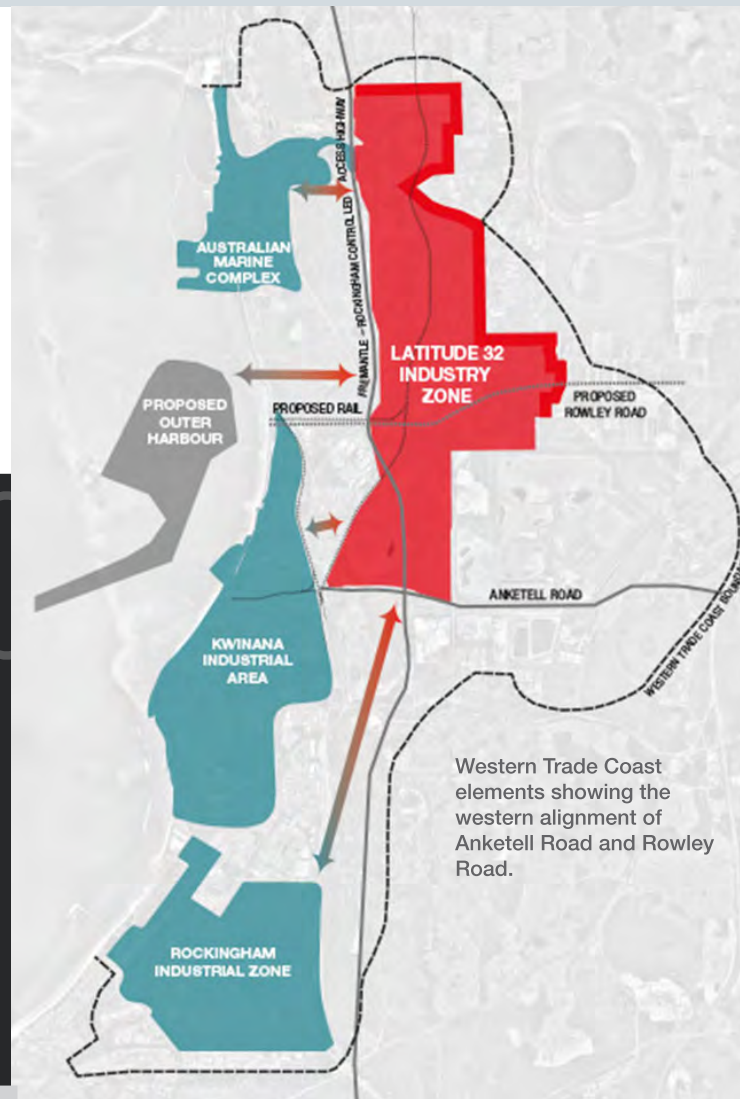 FREMANTLE – ROCKINGHAM CONTROLLED ACCESS HIGHWAY
AUSTRALIAN
MARINE
COMPLEX
LATITUDE 32
INDUSTRY
ZONE
PROPOSED
OUTER
HARBOUR
PROPOSED RAIL
PROPOSED
ROWLEY ROAD
ANKETELL ROAD
WESTERN TRADE COAST
KWINANA
INDUSTRIAL
AREA
Western Trade Coast
elements showing the
western alignment of
Anketell Road and Rowley
Road.
ROCKINGHAM
INDUSTRIAL ZONE